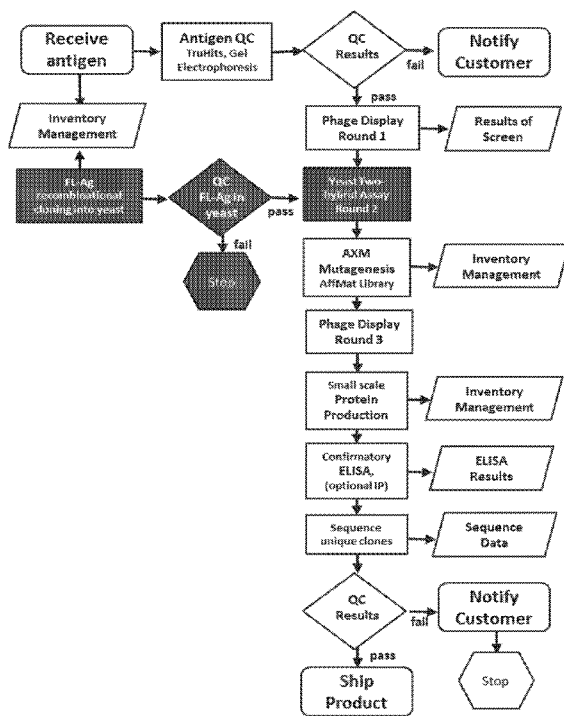 Receive
antigen
Antigen QC
TruHits, Gel
Electrophoresis
QC
Results
fail
Notify
Customer
pass
Inventory
Management
Phage Display
Round 1
Results of
Screen
FL-Ag
recombinational
cloning into yeast
QC
FL-Ag in
yeast
pass
Yeast Two-
hybrid Assay
Round 2
fail
Stop
AXM
Mutagenesis
AffMat Library
Inventory
Management
Phage Display
Round 3
Small scale
Protein
Production
Inventory
Management
Confirmatory
ELISA,
(optional IP)
ELISA
Results
Sequence
unique clones
Sequence
Data
QC
Results
fail
Notify
Customer
pass
Stop
Ship
Product